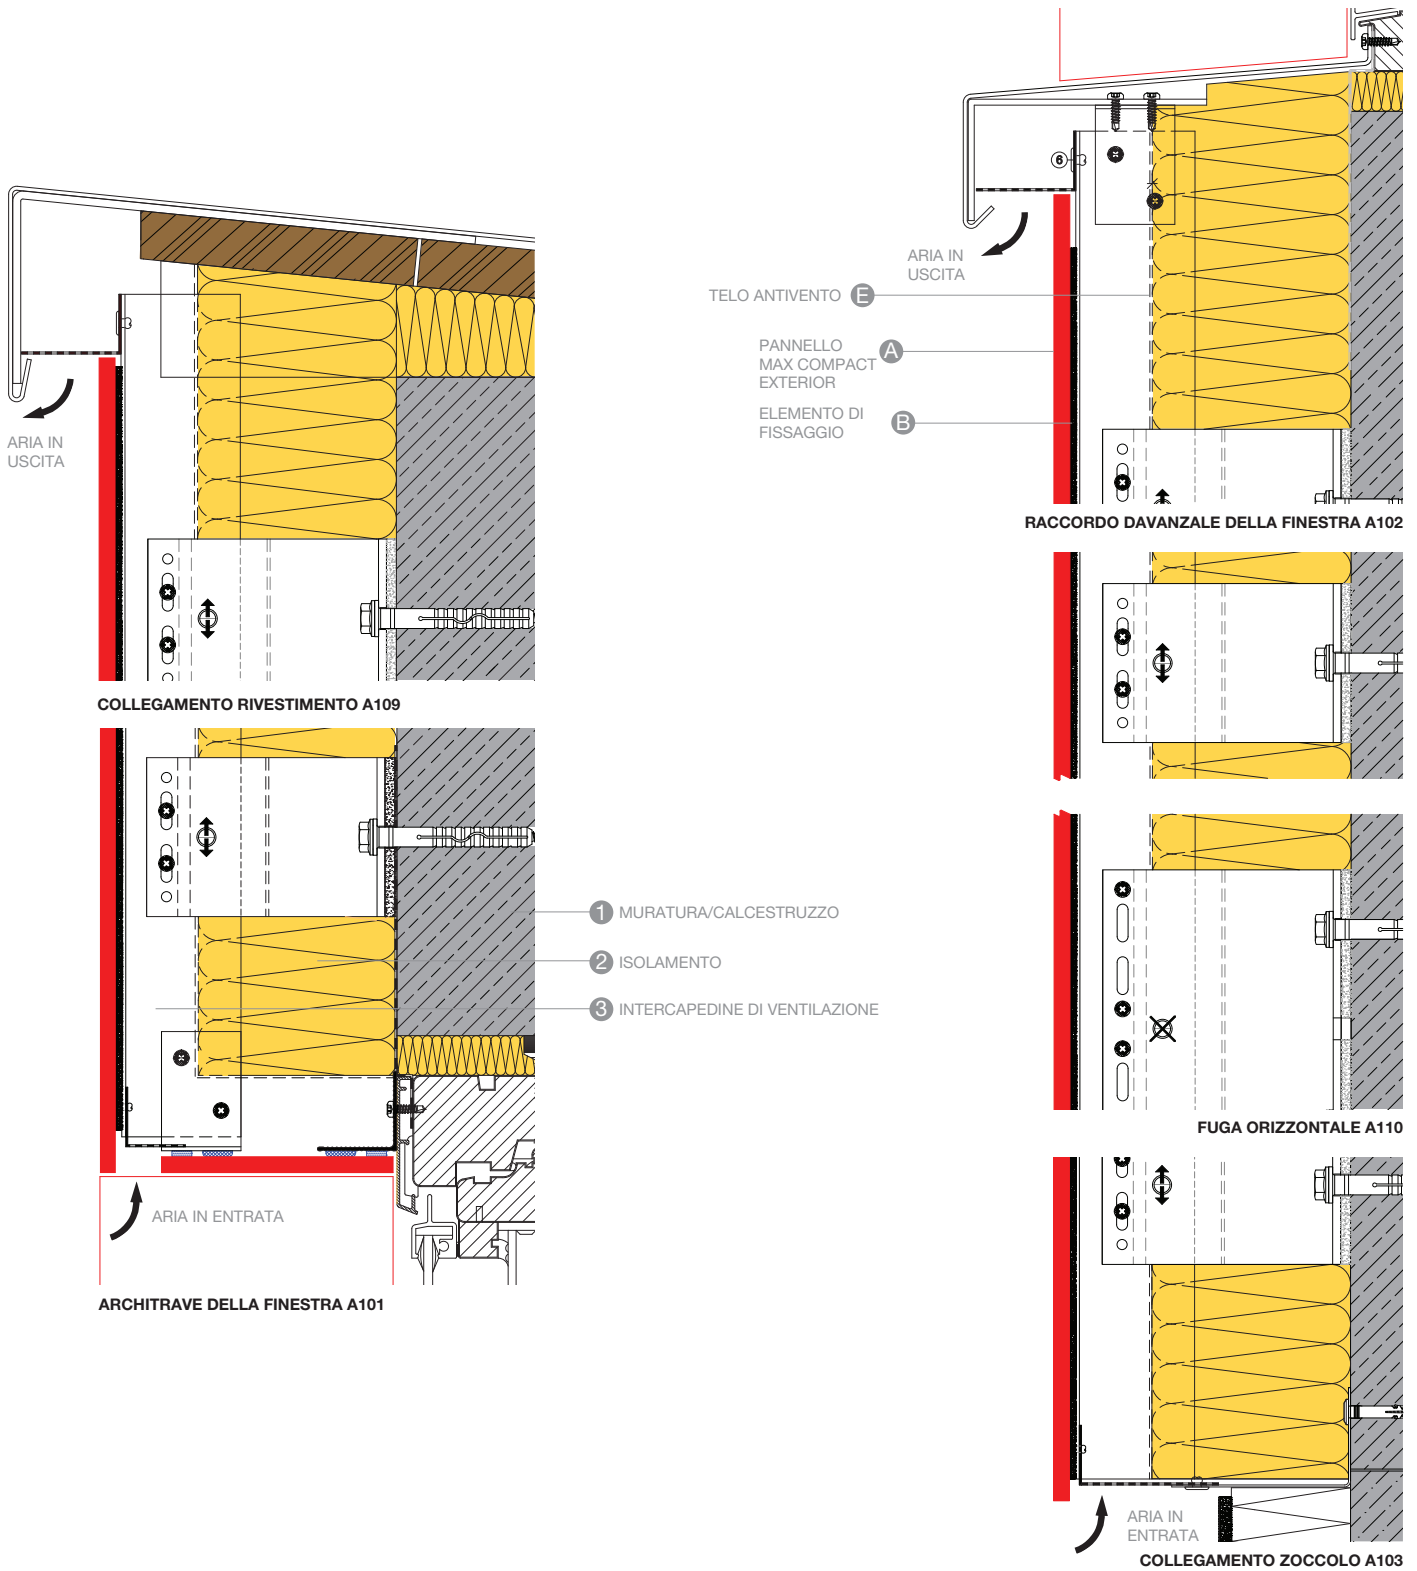 6
ARIA IN
USCITA
TELO ANTIVENTO E
PANNELLO
MAX COMPACT A
EXTERIOR
ELEMENTO DI
FISSAGGIO B
ARIA IN
USCITA
RACCORDO DAVANZALE DELLA FINESTRA A102
COLLEGAMENTO RIVESTIMENTO A109
1 MURATURA/CALCESTRUZZO
2 ISOLAMENTO
3 INTERCAPEDINE DI VENTILAZIONE
FUGA ORIZZONTALE A110
ARIA IN ENTRATA
ARCHITRAVE DELLA FINESTRA A101
ARIA IN
ENTRATA
COLLEGAMENTO ZOCCOLO A103